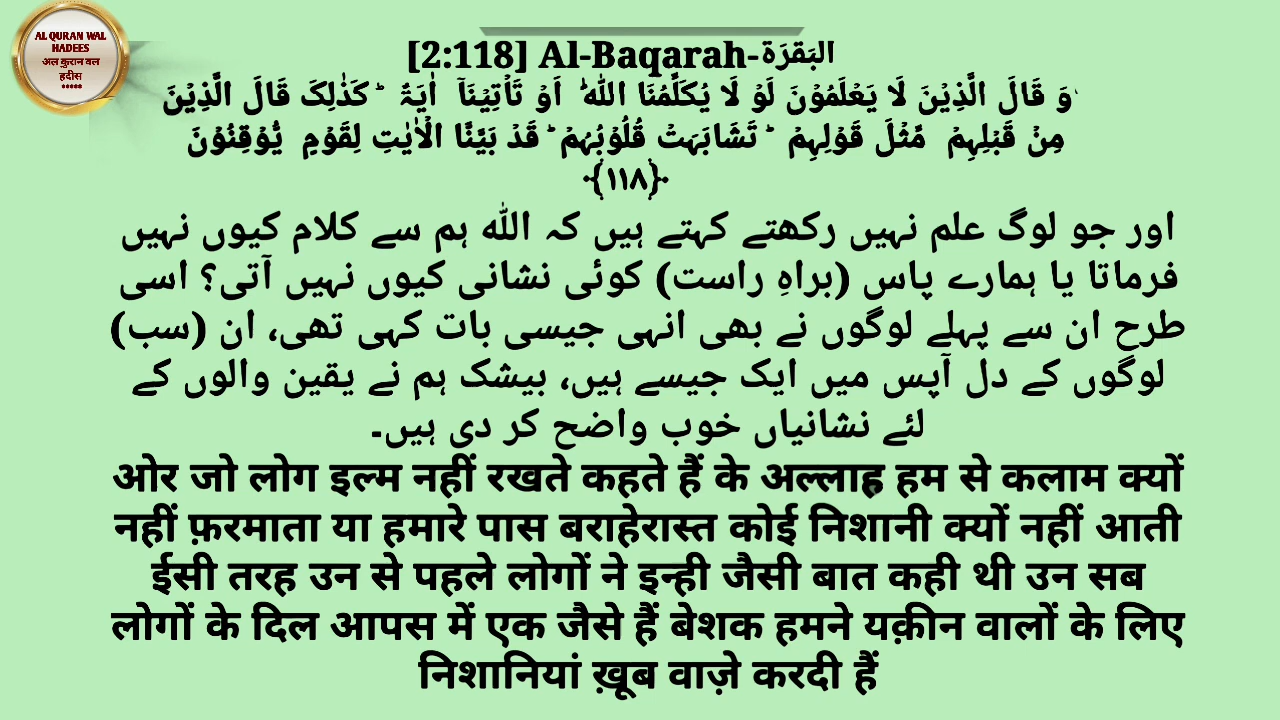 AL QURAN WAL
HADEES
अल कुरान वल
हदीस
*****
[2:118] Al-Baqarah-البَقَرَة
وَ قَالَ الَّذِیۡنَ لَا یَعۡلَمُوۡنَ لَوۡ لَا یُکَلِّمُنَا اللّٰہُ اَوۡ تَاۡتِیۡنَاۤ اٰیَۃٌ ؕ کَذٰلِکَ قَالَ الَّذِیۡنَ
مِنۡ قَبۡلِہِمۡ مِّثۡلَ قَوۡلِہِمۡ ؕ تَشَابَہَتۡ قُلُوۡبُہُمۡ ؕ قَدۡ بَیَّنَّا الۡاٰیٰتِ لِقَوۡمٍ یُّوۡقِنُوۡنَ
﴿۱۱۸﴾
اور جو لوگ علم نہیں رکھتے کہتے ہیں کہ اللہ ہم سے کلام کیوں نہیں
فرماتا یا ہمارے پاس (براہِ راست) کوئی نشانی کیوں نہیں آتی؟ اسی
طرح ان سے پہلے لوگوں نے بھی انہی جیسی بات کہی تھی، ان (سب)
لوگوں کے دل آپس میں ایک جیسے ہیں، بیشک ہم نے یقین والوں کے
لئے نشانیاں خوب واضح کر دی ہیں۔
ओर जो लोग इल्म नहीं रखते कहते हैं के अल्लाह हम से कलाम क्यों
नहीं फ़रमाता या हमारे पास बराहेरास्त कोई निशानी क्यों नहीं आती
ईसी तरह उन से पहले लोगों ने इन्ही जैसी बात कही थी उन सब
लोगों के दिल आपस में एक जैसे हैं बेशक हमने यक़ीन वालों के लिए
निशानियां ख़ूब वाज़े करदी हैं